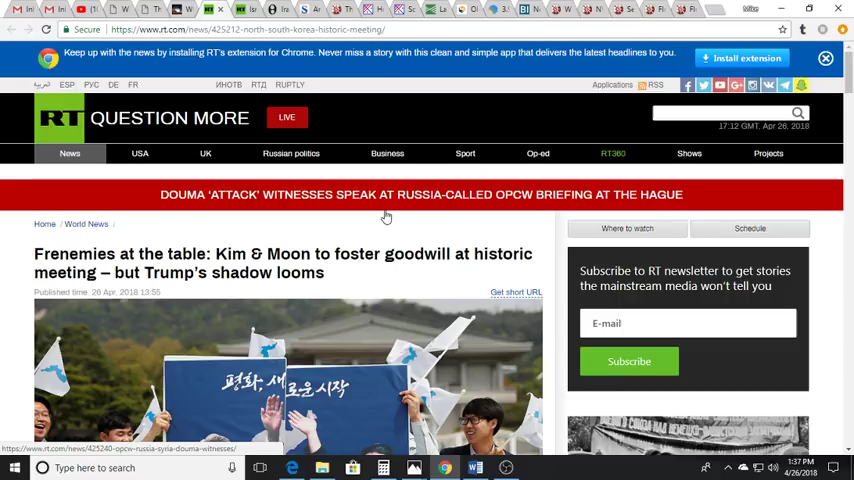 Mike
Secure
https://www.rt.com/news/425212-north-south-korea-historic-meeting/
Keep up with the news by installing RT's extension for Chrome. Never miss a story with this clean and simple app that delivers the latest headlines to you.
Install extension
العربية ESP РУС DE FR ИНОТВ RTД RUPTLY
Applications RSS
RT QUESTION MORE LIVE
17:12 GMT, Apr 26, 2018
News USA UK Russian politics Business Sport Op-ed RT360 Shows Projects
DOUMA ‘ATTACK’ WITNESSES SPEAK AT RUSSIA-CALLED OPCW BRIEFING AT THE HAGUE
Home / World News /
Where to watch
Schedule
Frenemies at the table: Kim & Moon to foster goodwill at historic
meeting – but Trump’s shadow looms
Published time: 26 Apr, 2018 13:55
Get short URL
Subscribe to RT newsletter to get stories
the mainstream media won't tell you
E-mail
Subscribe
평화, 새로운 시작
https://www.rt.com/news/425240-opcw-russia-syria-douma-witnesses/
Type here to search
1:37 PM
4/26/2018